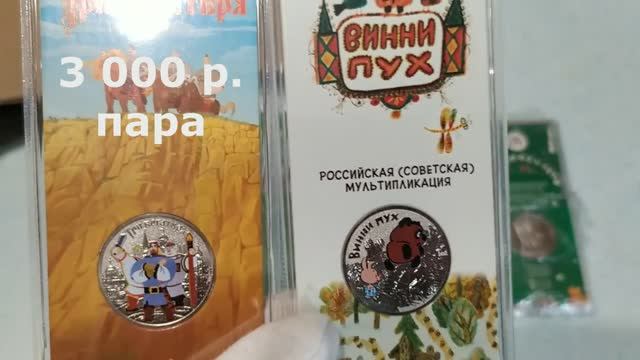 3 000 р.
пара
ВИННИ
ПУХ
РОССИЙСКАЯ (СОВЕТСКАЯ)
МУЛЬТИПЛИКАЦИЯ
ВИННИ ПУХ